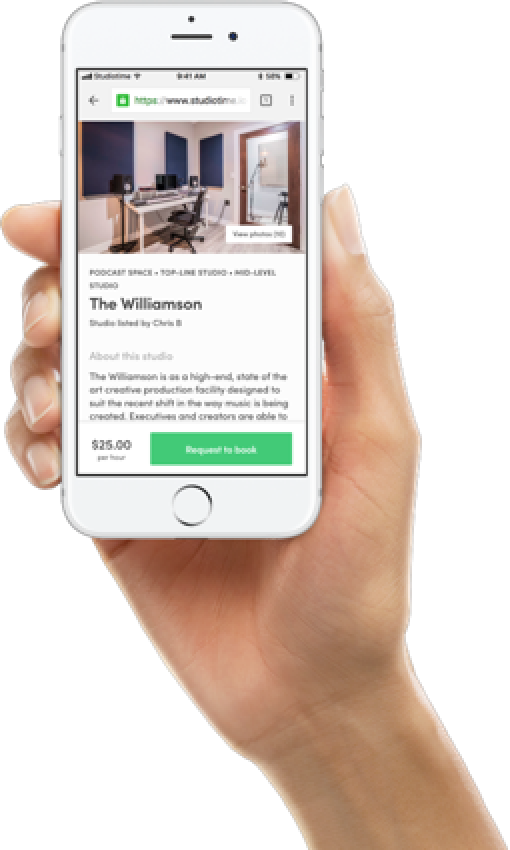 Studiotime 9:41 AM 58%
https://www.studiotime.io
View photos (10)
PODCAST SPACE • TOP-LINE STUDIO • MID-LEVEL
STUDIO
The Williamson
Studio listed by Chris B
About this studio
The Williamson is as a high-end, state of the
art creative production facility designed to
suit the recent shift in the way music is being
created. Executives and creators are able to
$25.00
per hour
Request to book